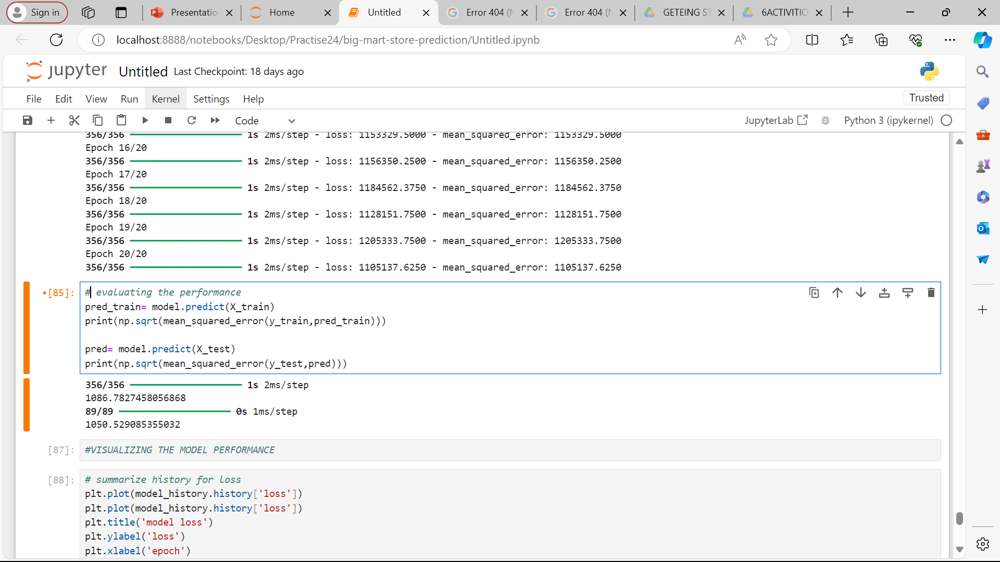 Sign in
Presentatio
Home
Untitled
Error 404 (N
Error 404 (N
GETEING ST
6ACTIVITIO
localhost:8888/notebooks/Desktop/Practise24/big-mart-store-prediction/Untitled.ipynb
jupyter Untitled Last Checkpoint: 18 days ago
File Edit View Run Kernel Settings Help
Trusted
Code
JupyterLab
Python 3 (ipykernel)
356/356 1s 2ms/step - loss: 1153329.5000 - mean_squared_error: 1153329.5000
Epoch 16/20
356/356 1s 2ms/step - loss: 1156350.2500 - mean_squared_error: 1156350.2500
Epoch 17/20
356/356 1s 2ms/step - loss: 1184562.3750 - mean_squared_error: 1184562.3750
Epoch 18/20
356/356 1s 2ms/step - loss: 1128151.7500 - mean_squared_error: 1128151.7500
Epoch 19/20
356/356 1s 2ms/step - loss: 1205333.7500 - mean_squared_error: 1205333.7500
Epoch 20/20
356/356 1s 2ms/step - loss: 1105137.6250 - mean_squared_error: 1105137.6250
•[85]: # evaluating the performance
pred_train= model.predict(X_train)
print(np.sqrt(mean_squared_error(y_train,pred_train)))
pred= model.predict(X_test)
print(np.sqrt(mean_squared_error(y_test,pred)))
356/356 1s 2ms/step
1086.7827458056868
89/89 0s 1ms/step
1050.529085355032
[87]: #VISUALIZING THE MODEL PERFORMANCE
[88]: # summarize history for loss
plt.plot(model_history.history['loss'])
plt.plot(model_history.history['loss'])
plt.title('model loss')
plt.ylabel('loss')
plt.xlabel('epoch')